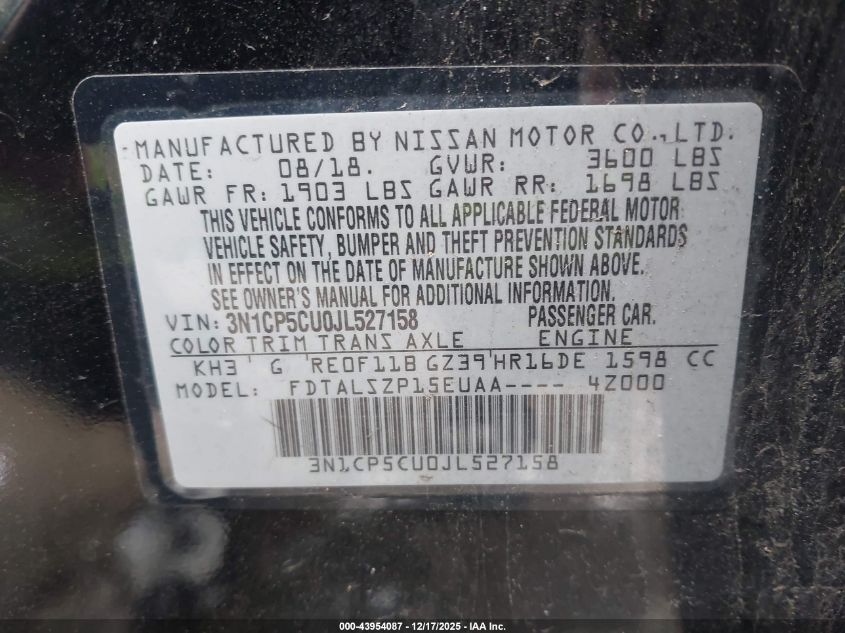 MANUFACTURED BY NISSAN MOTOR CO., LTD.
DATE: 08/18. GVWR: 3600 LBS
GAWR FR: 1903 LBS GAWR RR: 1698 LBS
THIS VEHICLE CONFORMS TO ALL APPLICABLE FEDERAL MOTOR
VEHICLE SAFETY, BUMPER AND THEFT PREVENTION STANDARDS
IN EFFECT ON THE DATE OF MANUFACTURE SHOWN ABOVE.
SEE OWNER'S MANUAL FOR ADDITIONAL INFORMATION.
VIN: 3N1CP5CU0JL527158 PASSENGER CAR.
COLOR TRIM TRANS AXLE ENGINE
KH3 G RE0F11B GZ39 HR16DE 1598 CC
MODEL: FDTALSZP15EUAA---- 4Z000
3N1CP5CU0JL527158
000-43954087 - 12/17/2025 - IAA Inc.